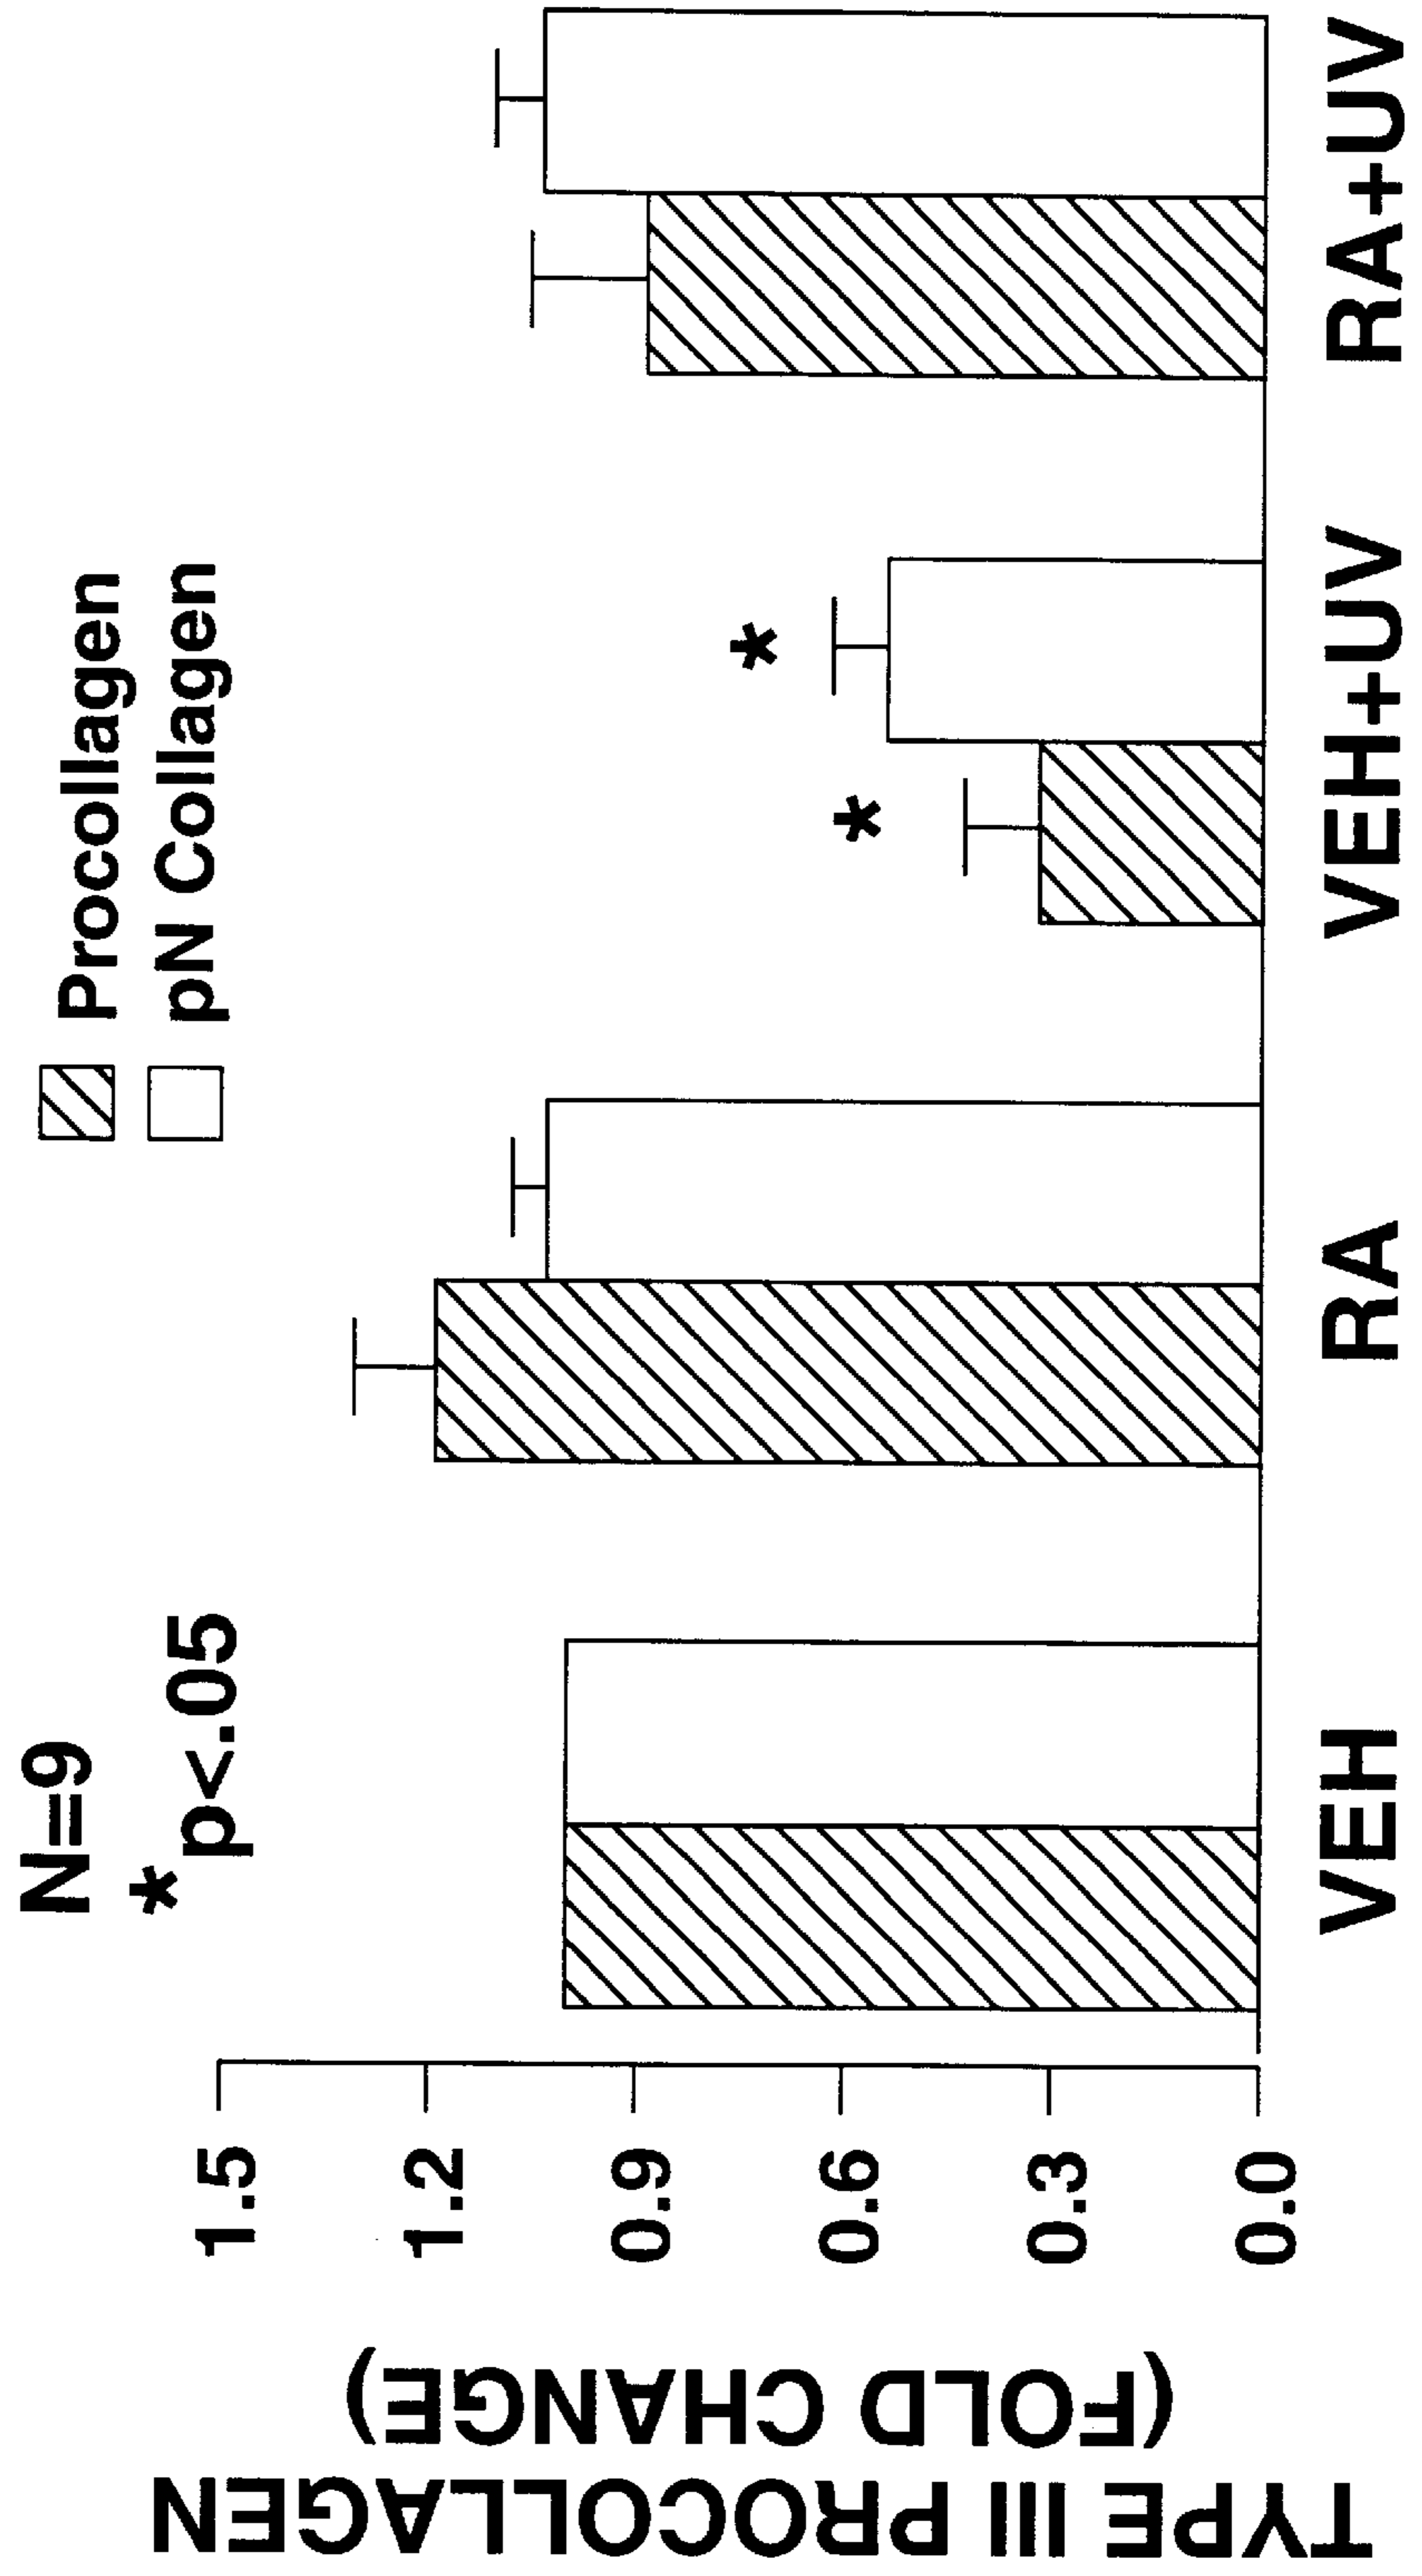 N=9
*p<.05
Procollagen
pN Collagen
TYPE III PROCOLLAGEN
(FOLD CHANGE)
1.5
1.2
0.9
0.6
0.3
0.0
*
*
VEH
RA
VEH+UV
RA+UV